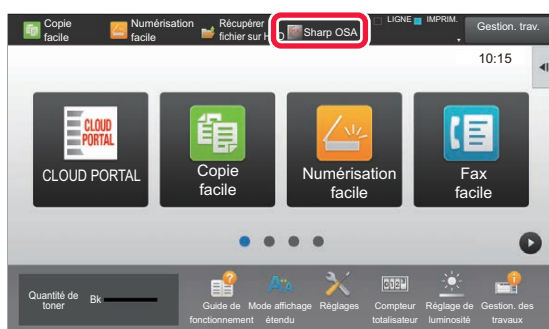 Copie
facile
Numérisation
facile
Récupérer
fichier sur H D
Sharp OSA
LIGNE
IMPRIM.
Gestion. trav.
10:15
CLOUD
PORTAL
CLOUD PORTAL
Copie
facile
Numérisation
facile
Fax
facile
Quantité de
toner
Bk
Guide de
fonctionnement
Mode affichage
étendu
Réglages
Compteur
totalisateur
Réglage de
luminosité
Gestion. des
travaux